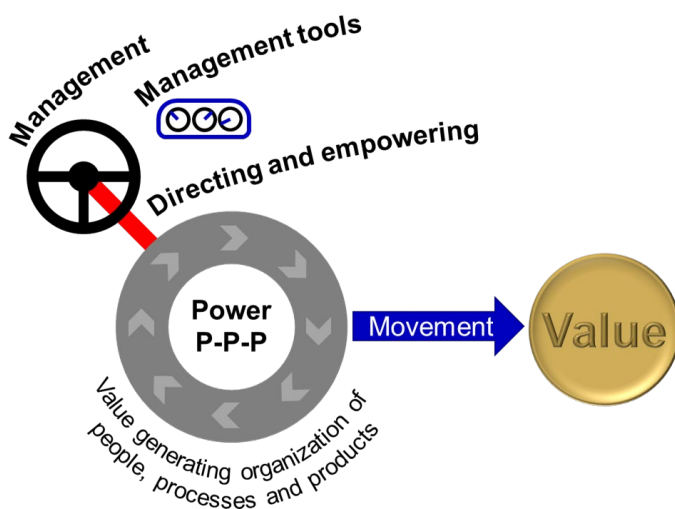 Management
Management tools
Directing and empowering
Power
P-P-P
Movement
Value
Value generating organization of
people, processes and products